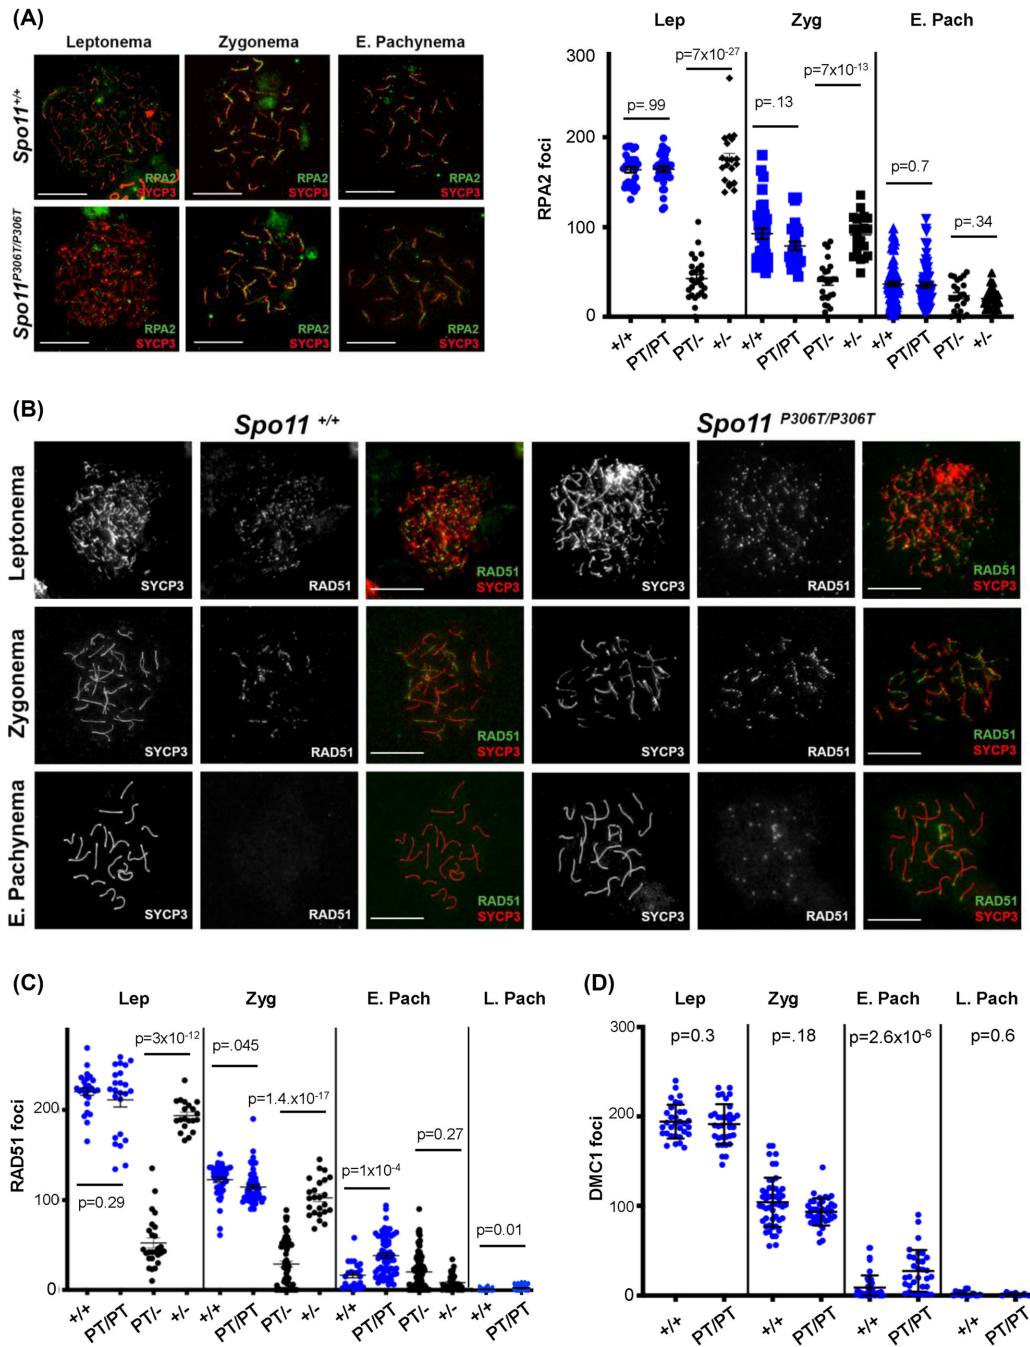 (A)
Leptonema Zygonema E. Pachynema
Spo11+/+
RPA2
SYCP3
RPA2
SYCP3
RPA2
SYCP3
Spo11P306T/P306T
RPA2
SYCP3
RPA2
SYCP3
RPA2
SYCP3
Lep Zyg E. Pach
RPA2 foci
300
200
100
0
p=.99
p=7x10-27
p=.13
p=7x10-13
p=0.7
p=.34
+/+ PT/PT PT/- +/- +/+ PT/PT PT/- +/- +/+ PT/PT PT/- +/-
(B)
Spo11 +/+ Spo11 P306T/P306T
Leptonema
SYCP3
RAD51
RAD51
SYCP3
SYCP3
RAD51
RAD51
SYCP3
Zygonema
SYCP3
RAD51
RAD51
SYCP3
SYCP3
RAD51
RAD51
SYCP3
E. Pachynema
SYCP3
RAD51
RAD51
SYCP3
SYCP3
RAD51
RAD51
SYCP3
(C)
Lep Zyg E. Pach L. Pach
RAD51 foci
200
100
0
p=0.29
p=3x10-12
p=.045
p=1.4.x10-17
p=1x10-4
p=0.27
p=0.01
+/+ PT/PT PT/- +/- +/+ PT/PT PT/- +/- +/+ PT/PT PT/- +/- +/+ PT/PT
(D)
Lep Zyg E. Pach L. Pach
DMC1 foci
300
200
100
0
p=0.3 p=.18 p=2.6x10-6 p=0.6
+/+ PT/PT +/+ PT/PT +/+ PT/PT +/+ PT/PT